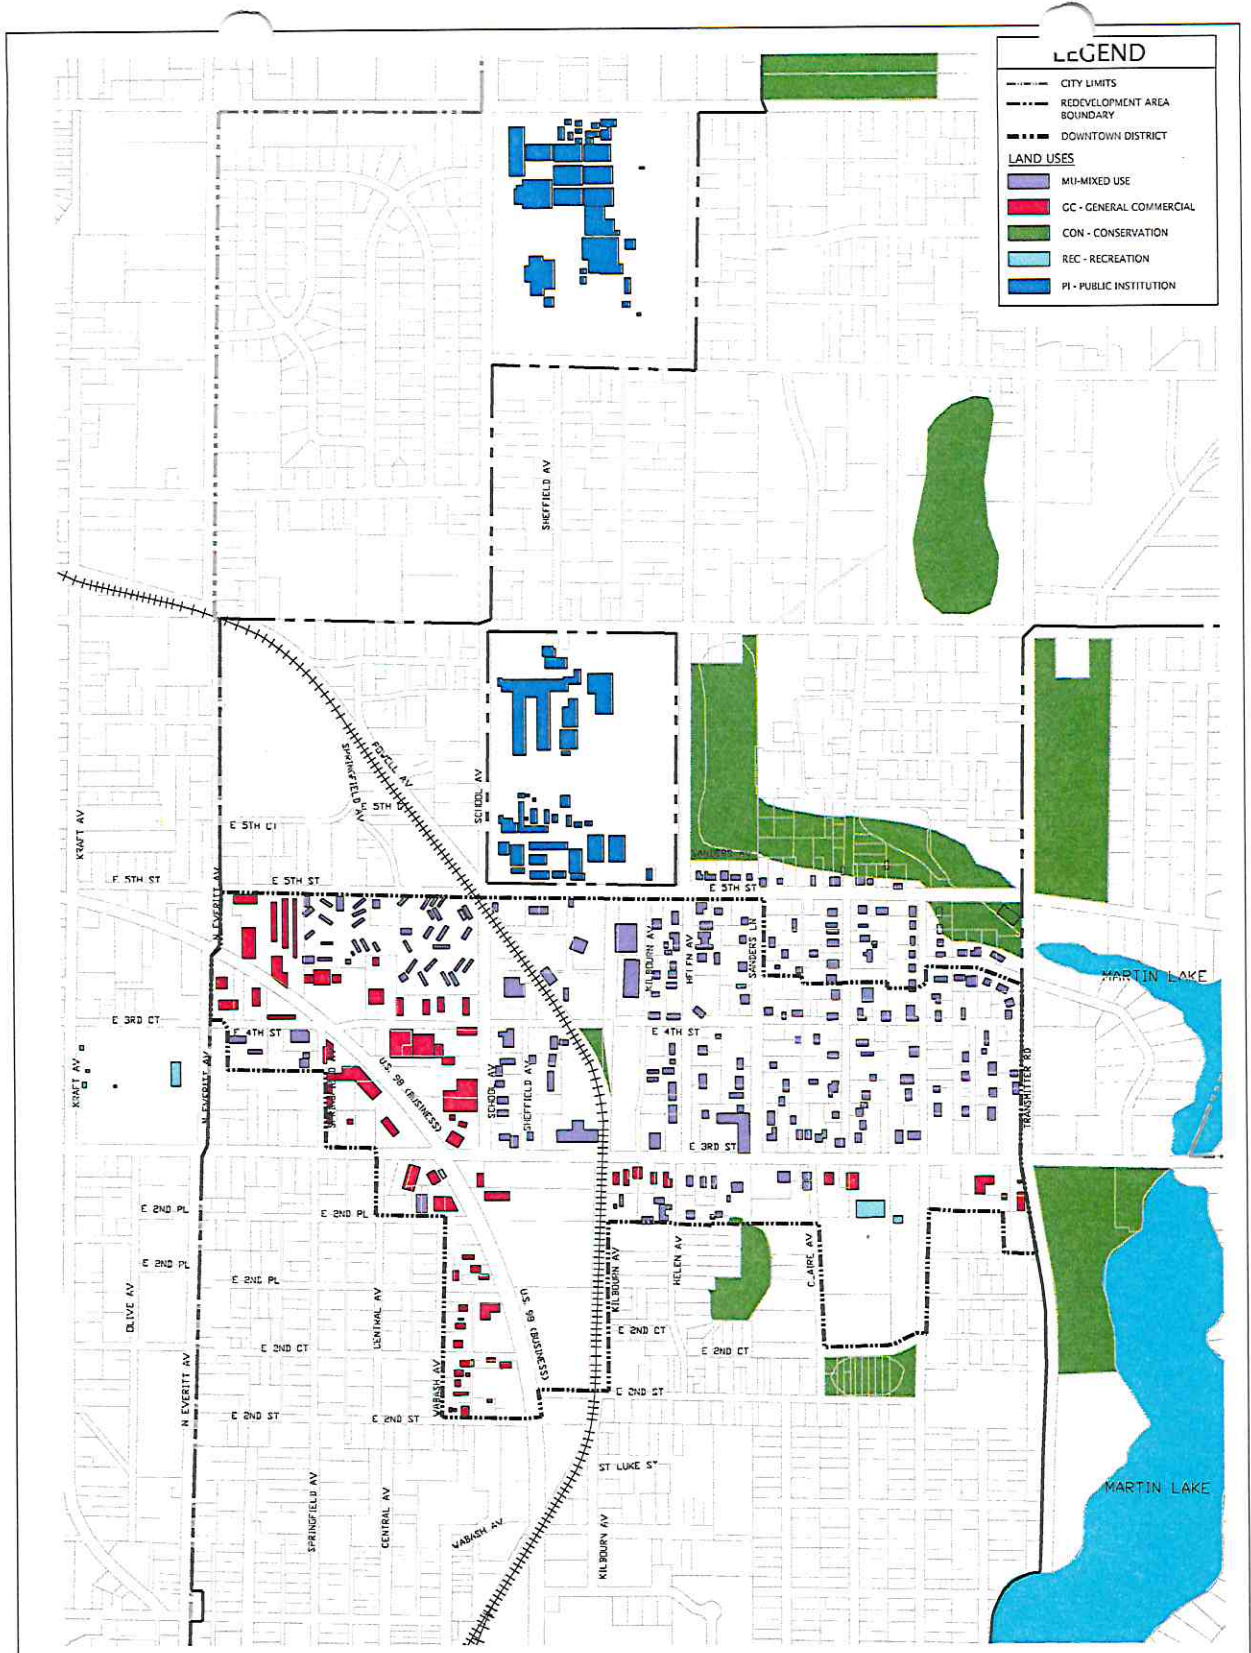 LEGEND
CITY LIMITS
REDEVELOPMENT AREA
BOUNDARY
DOWNTOWN DISTRICT
LAND USES
MU-MIXED USE
GC - GENERAL COMMERCIAL
CON - CONSERVATION
REC - RECREATION
PI - PUBLIC INSTITUTION
SHEFFIELD AV
POWELL AV
SPRINGFIELD AV
SCHOOL AV
E 5TH
E 5TH CT
KRAFT AV
E 5TH ST
E 5TH ST
E 5TH ST
N EVERITT AV
KILBOURN AV
HELEN AV
SANDERS LN
MARTIN LAKE
E 3RD CT
E 4TH ST
E 4TH ST
KRAFT AV
N EVERITT AV
U.S. 98 (BUSINESS)
SCHOOL AV
SHEFFIELD AV
TRANSMITTER RD
E 3RD ST
E 2ND PL
E 2ND PL
E 2ND PL
E 2ND PL
KILBOURN AV
HELEN AV
CLAIRE AV
OLIVE AV
CENTRAL AV
U.S. 98 (BUSINESS)
E 2ND CT
E 2ND CT
E 2ND CT
N EVERITT AV
WABASH AV
E 2ND ST
E 2ND ST
E 2ND ST
ST LUKE ST
MARTIN LAKE
SPRINGFIELD AV
CENTRAL AV
WABASH AV
KILBOURN AV